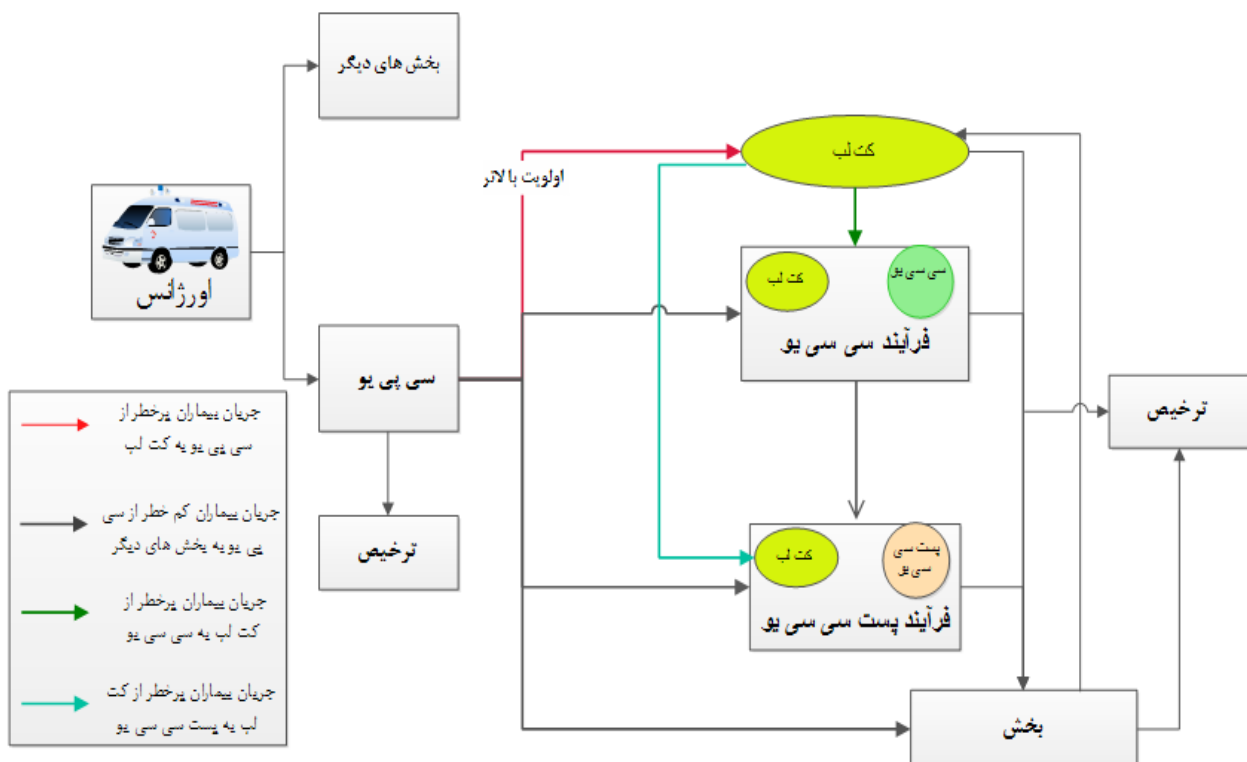 بخش های دیگر
کت لب
اولویت بالاتر
اورژانس
کت لب
سی سی یو
فرآیند سی سی یو
سی پی یو
ترخیص
ترخیص
جریان بیماران پرخطر از
سی پی یو به کت لب
جریان بیماران کم خطر از سی
پی یو به بخش های دیگر
جریان بیماران پرخطر از
کت لب به سی سی یو
جریان بیماران پرخطر از کت
لب به پست سی سی یو
کت لب
پست سی
سی یو
فرآیند پست سی سی یو
بخش